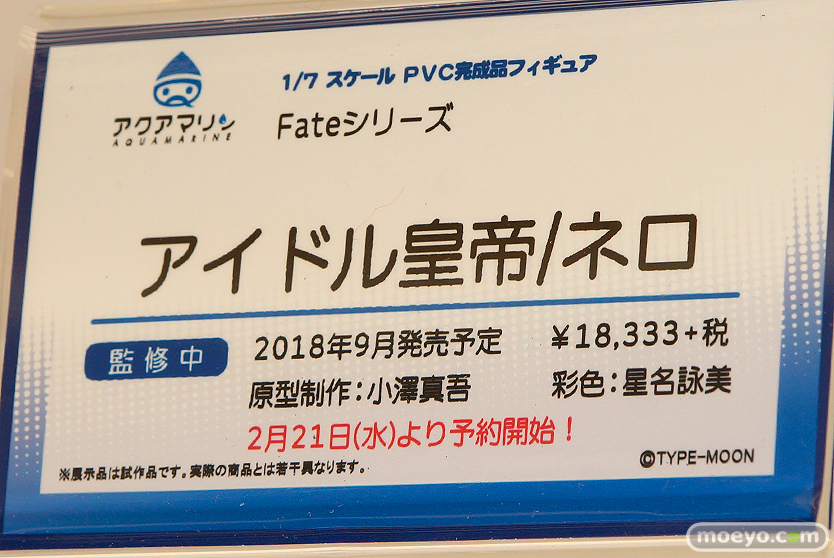 1/7 スケール PVC完成品フィギュア
アクアマリン
AQUAMARINE
Fateシリーズ
アイドル皇帝/ネロ
監修中
2018年9月発売予定 ¥18,333+税
原型制作:小澤真吾 彩色:星名詠美
2月21日(水)より予約開始!
※展示品は試作品です。実際の商品とは若干異なります。
©TYPE-MOON
moeyo.com